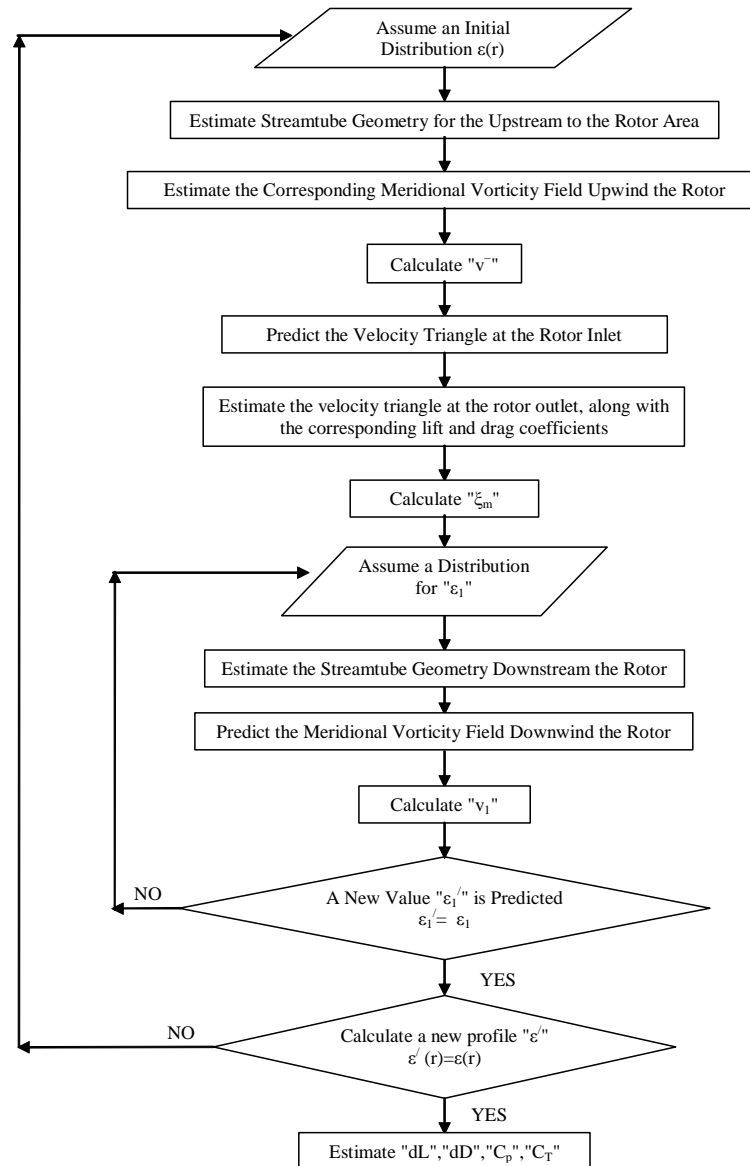 Assume an Initial
Distribution ε(r)
Estimate Streamtube Geometry for the Upstream to the Rotor Area
Estimate the Corresponding Meridional Vorticity Field Upwind the Rotor
Calculate "v⁻"
Predict the Velocity Triangle at the Rotor Inlet
Estimate the velocity triangle at the rotor outlet, along with
the corresponding lift and drag coefficients
Calculate "ξₘ"
Assume a Distribution
for "ε₁"
Estimate the Streamtube Geometry Downstream the Rotor
Predict the Meridional Vorticity Field Downwind the Rotor
Calculate "v₁"
NO
A New Value "ε₁/" is Predicted
ε₁/= ε₁
YES
NO
Calculate a new profile "ε/"
ε/ (r)=ε(r)
YES
Estimate "dL","dD","Cₚ","C_T"